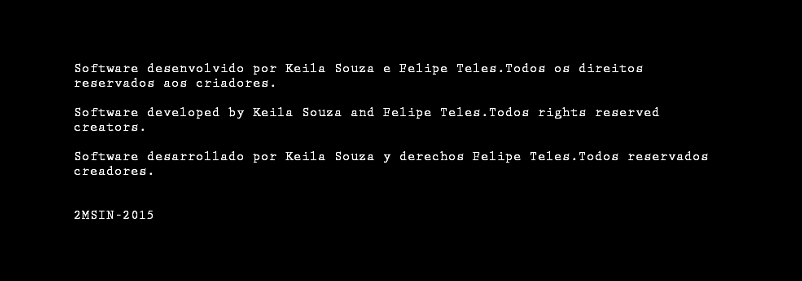 Software desenvolvido por Keila Souza e Felipe Teles.Todos os direitos
reservados aos criadores.
Software developed by Keila Souza and Felipe Teles.Todos rights reserved
creators.
Software desarrollado por Keila Souza y derechos Felipe Teles.Todos reservados
creadores.
2MSIN-2015